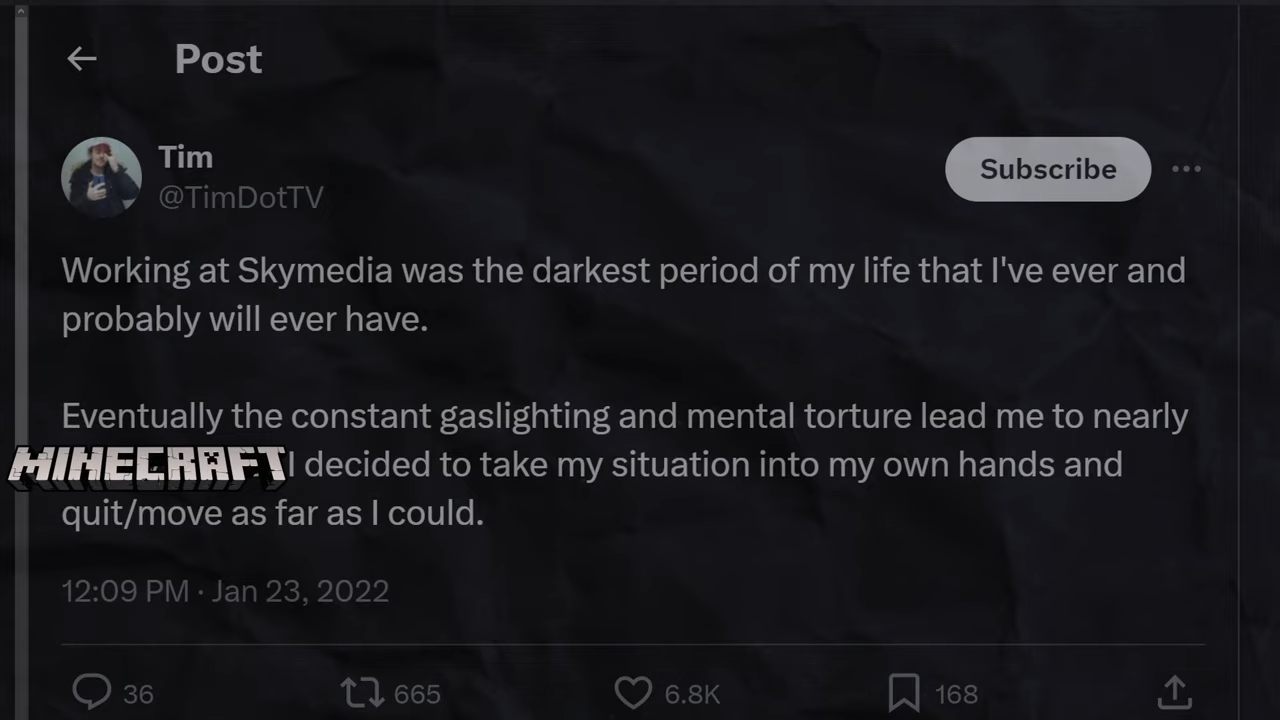 Post
Tim
@TimDotTV
Subscribe
Working at Skymedia was the darkest period of my life that I've ever and
probably will ever have.
Eventually the constant gaslighting and mental torture lead me to nearly
MINECRAFT I decided to take my situation into my own hands and
quit/move as far as I could.
12:09 PM · Jan 23, 2022
36
665
6.8K
168